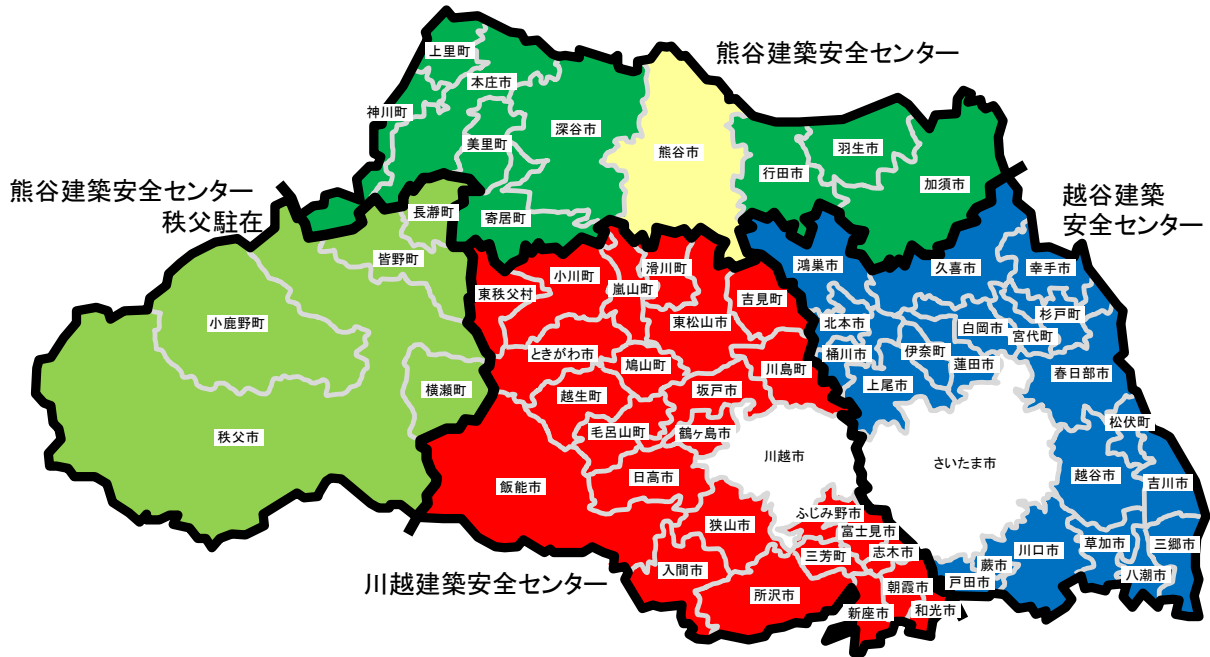 熊谷建築安全センター
上里町
本庄市
神川町
美里町
深谷市
熊谷市
行田市
羽生市
加須市
寄居町
熊谷建築安全センター
秩父駐在
長瀞町
皆野町
小鹿野町
横瀬町
秩父市
越谷建築
安全センター
鴻巣市
久喜市
幸手市
北本市
白岡市
杉戸町
宮代町
桶川市
伊奈町
蓮田市
上尾市
春日部市
松伏町
さいたま市
越谷市
吉川市
川口市
草加市
三郷市
蕨市
戸田市
八潮市
東秩父村
小川町
嵐山町
滑川町
吉見町
東松山市
ときがわ市
鳩山町
川島町
越生町
坂戸市
毛呂山町
鶴ヶ島市
川越市
飯能市
日高市
狭山市
ふじみ野市
富士見市
三芳町
志木市
入間市
所沢市
朝霞市
新座市
和光市
川越建築安全センター